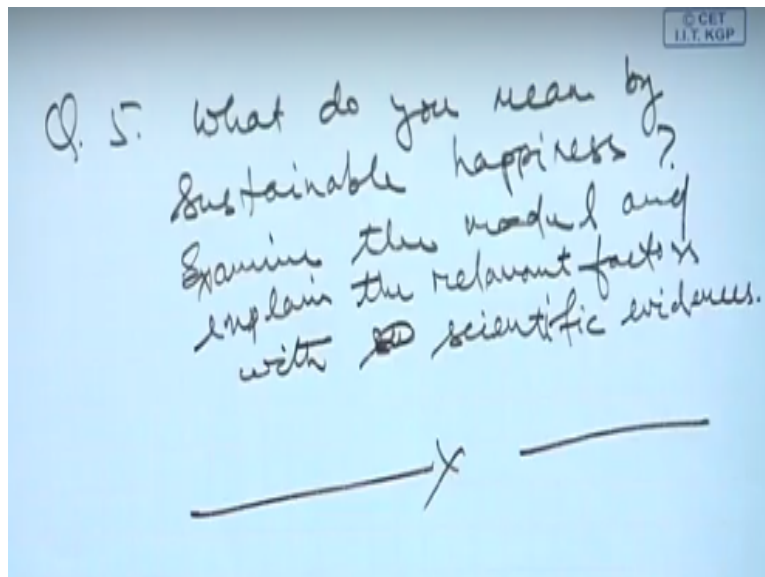 © CET
I.I.T. KGP
Q. 5. What do you mean by
Sustainable happiness?
Examine the model and
explain the relavant factors
with scientific evidences.
X